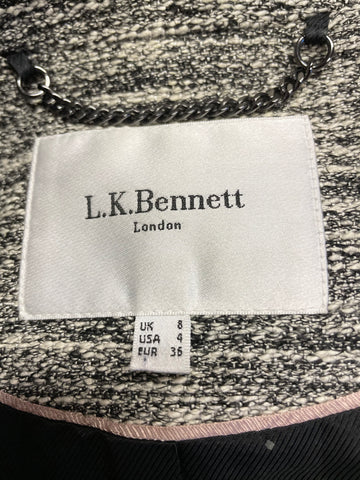 L.K.Bennett
London
UK 8
USA 4
EUR 36